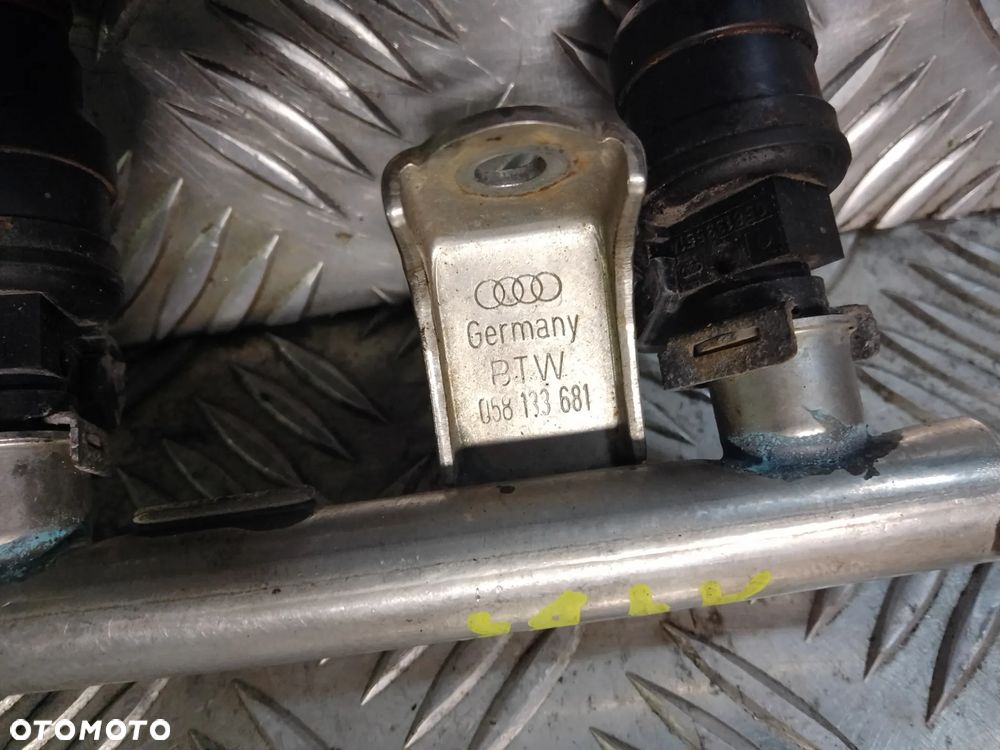 Germany
BTW
058 133 681
OTOMOTO